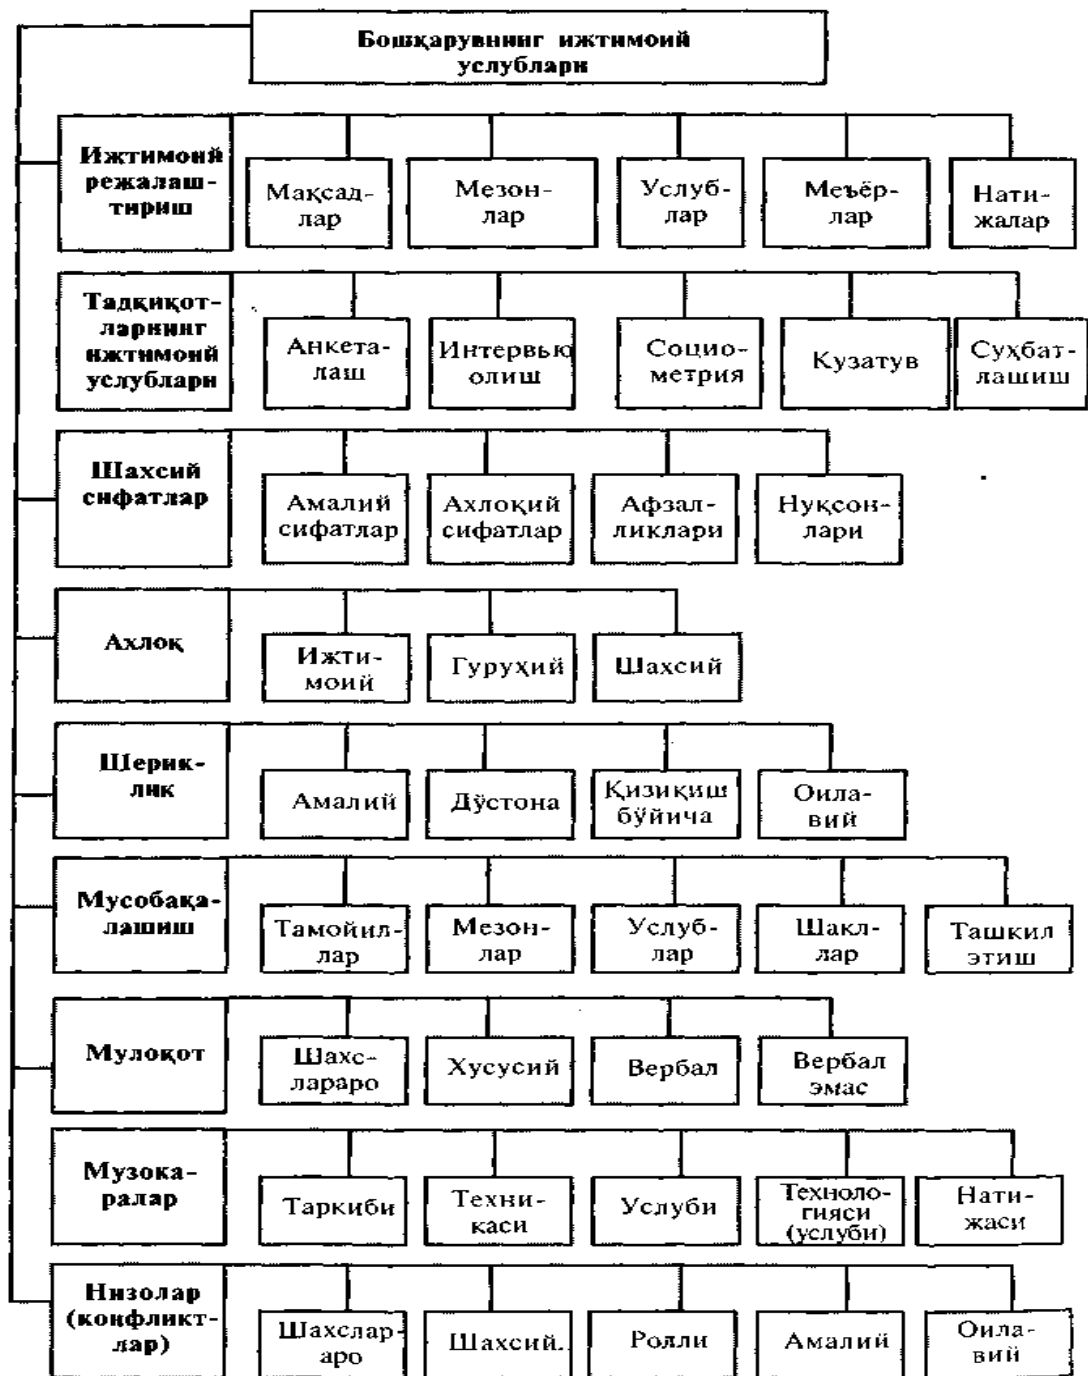 Бошқарувнинг ижтимоий
услублари
Ижтимоий
режалаш-
тириш
Мақсад-
лар
Мезон-
лар
Услуб-
лар
Меъёр-
лар
Нати-
жалар
Тадқиқот-
ларнинг
ижтимоий
услублари
Анкета-
лаш
Интервью
олиш
Социо-
метрия
Кузатув
Суҳбат-
лашиш
Шахсий
сифатлар
Амалий
сифатлар
Ахлоқий
сифатлар
Афзал-
ликлари
Нуқсон-
лари
Ахлоқ
Ижти-
моий
Гуруҳий
Шахсий
Шерик-
лик
Амалий
Дўстона
Қизиқиш
бўйича
Оила-
вий
Мусобақа-
лашиш
Тамойил-
лар
Мезон-
лар
Услуб-
лар
Шакл-
лар
Ташкил
этиш
Мулоқот
Шахс-
лараро
Хусусий
Вербал
Вербал
эмас
Музока-
ралар
Таркиби
Техни-
каси
Услуби
Техноло-
гияси
(услуби)
Нати-
жаси
Низолар
(конфликт-
лар)
Шахслар-
аро
Шахсий
Ролли
Амалий
Оила-
вий